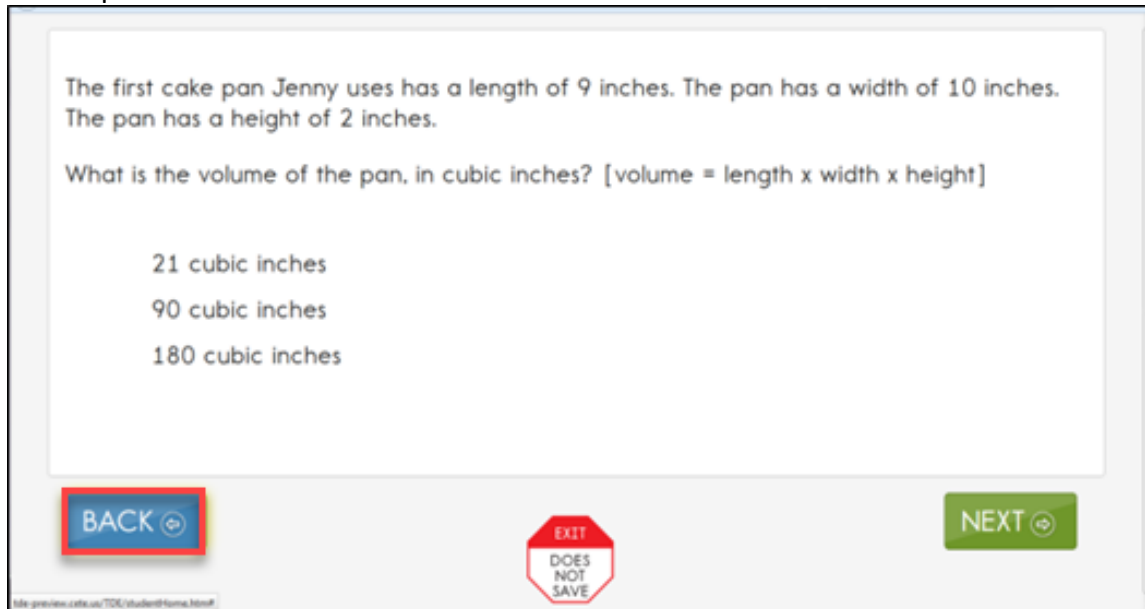 The first cake pan Jenny uses has a length of 9 inches. The pan has a width of 10 inches.
The pan has a height of 2 inches.
What is the volume of the pan, in cubic inches? [volume = length x width x height]
21 cubic inches
90 cubic inches
180 cubic inches
BACK
NEXT
EXIT
DOES
NOT
SAVE